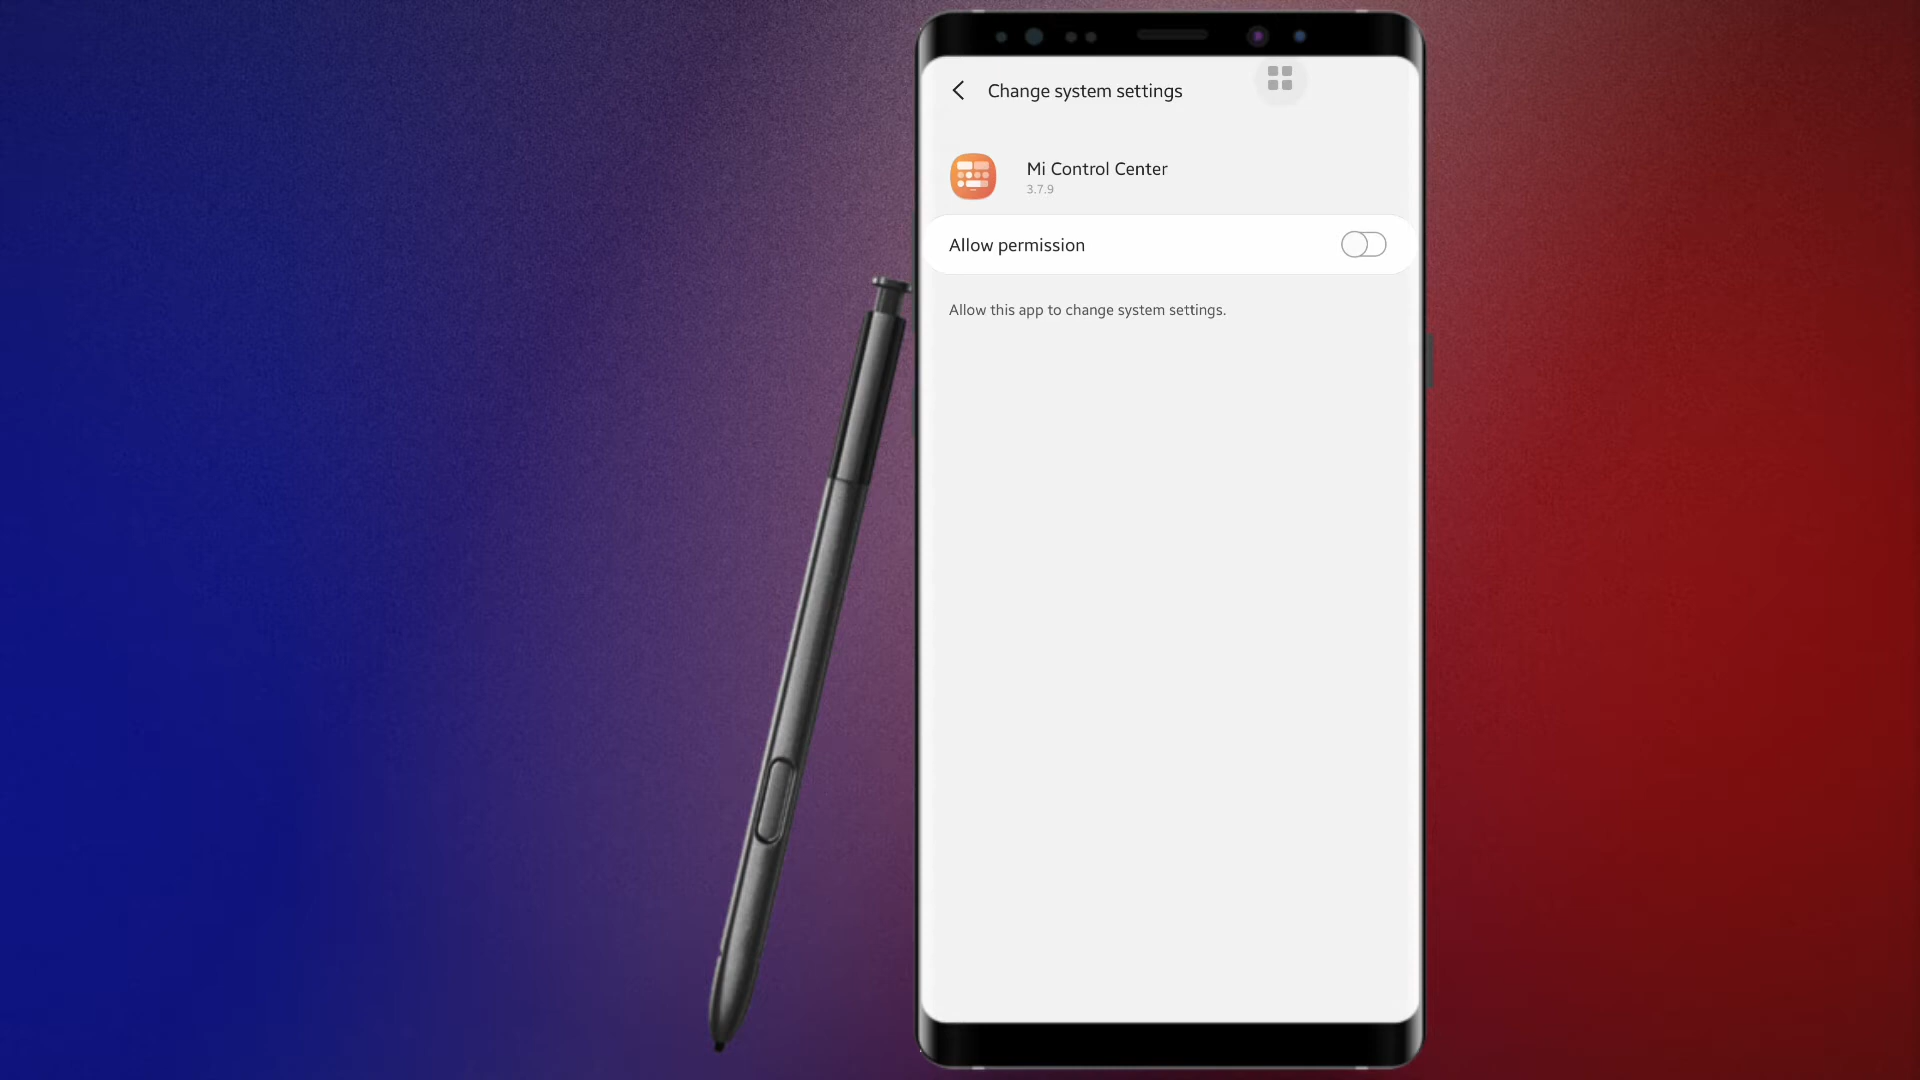 Change system settings
Mi Control Center
3.7.9
Allow permission
Allow this app to change system settings.